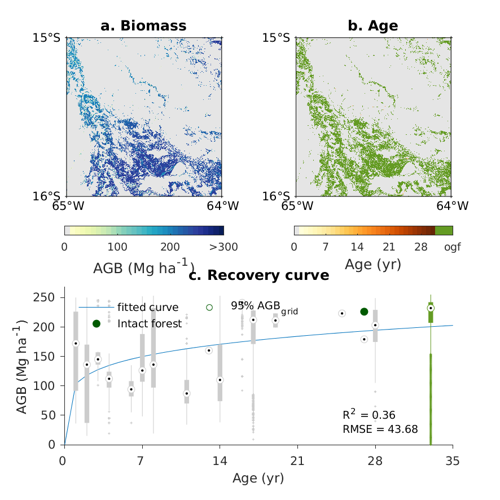 a. Biomass
b. Age
15°S
15°S
16°S
16°S
65°W
64°W
65°W
64°W
0
100
200
>300
0
7
14
21
28
ogf
AGB (Mg ha-1)
Age (yr)
c. Recovery curve
fitted curve
95% AGBgrid
Intact forest
250
200
150
100
50
0
AGB (Mg ha-1)
R2 = 0.36
RMSE = 43.68
0
7
14
21
28
35
Age (yr)